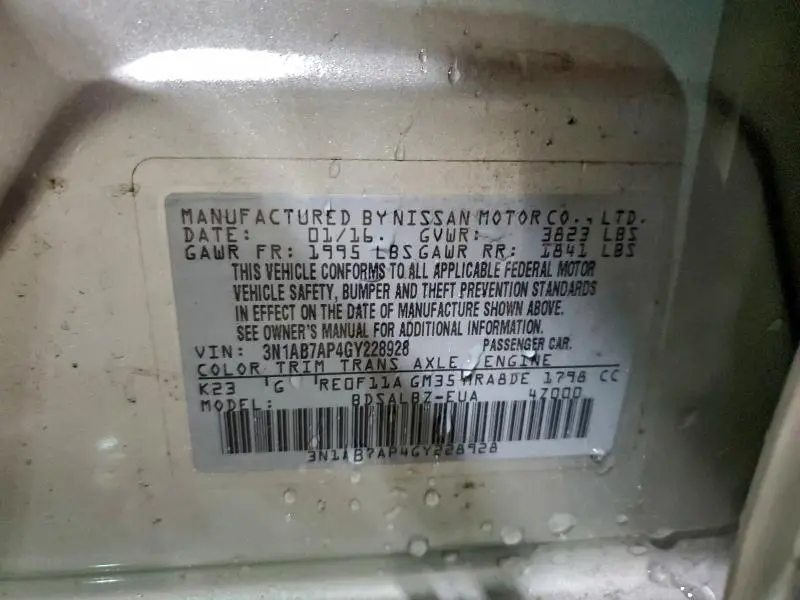 MANUFACTURED BY NISSAN MOTOR CO., LTD.
DATE: 01/16. GVWR: 3823 LBS
GAWR FR: 1995 LBS GAWR RR: 1841 LBS
THIS VEHICLE CONFORMS TO ALL APPLICABLE FEDERAL MOTOR
VEHICLE SAFETY, BUMPER AND THEFT PREVENTION STANDARDS
IN EFFECT ON THE DATE OF MANUFACTURE SHOWN ABOVE.
SEE OWNER'S MANUAL FOR ADDITIONAL INFORMATION.
VIN: 3N1AB7AP4GY228928 PASSENGER CAR.
COLOR TRIM TRANS AXLE ENGINE
K23 G RE0F11A GM35 MRA8DE 1798 CC
MODEL: BDSALBZ-EUA 4Z000
3N1AB7AP4GY228928